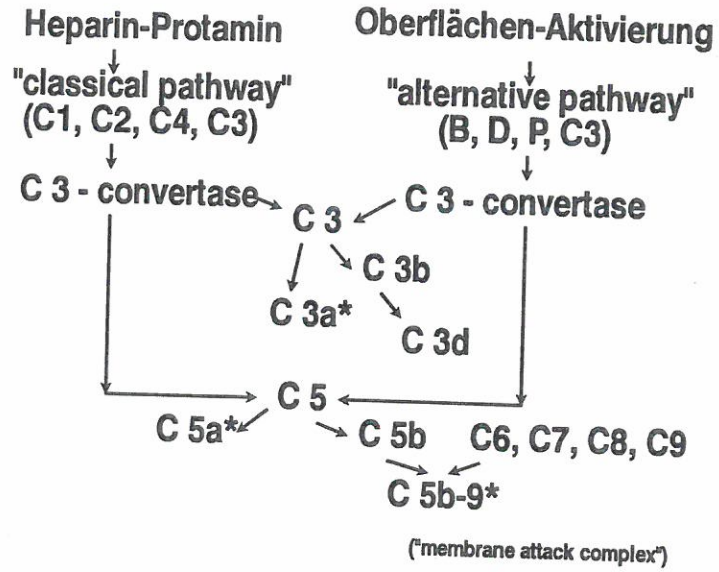 Heparin-Protamin
Oberflächen-Aktivierung
"classical pathway"
(C1, C2, C4, C3)
"alternative pathway"
(B, D, P, C3)
C 3 - convertase
C 3
C 3 - convertase
C 3b
C 3a*
C 3d
C 5
C 5a*
C 5b
C6, C7, C8, C9
C 5b-9*
("membrane attack complex")